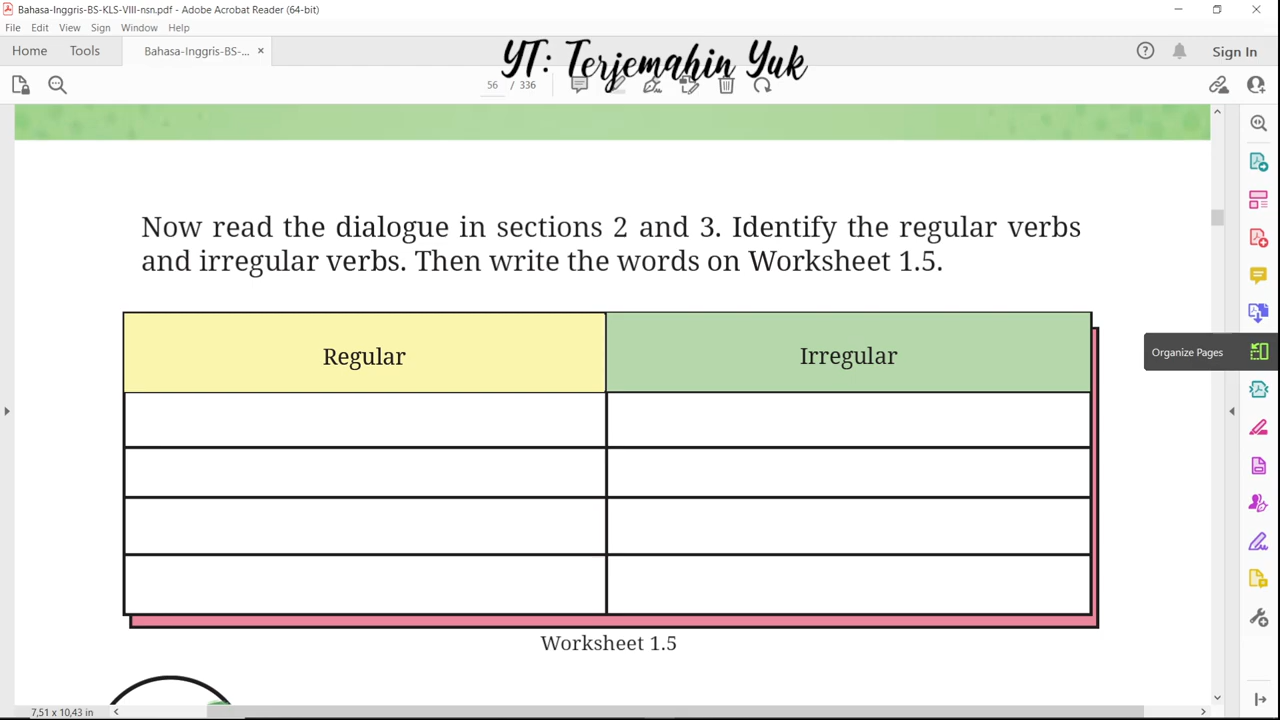 Bahasa-Inggris-BS-KLS-VIII-nsn.pdf - Adobe Acrobat Reader (64-bit)
File Edit View Sign Window Help
Home Tools Bahasa-Inggris-BS-... × Sign In
YT: Terjemahin Yuk
56 / 336
Now read the dialogue in sections 2 and 3. Identify the regular verbs
and irregular verbs. Then write the words on Worksheet 1.5.
Regular Irregular
Organize Pages
Worksheet 1.5
7,51 x 10,43 in